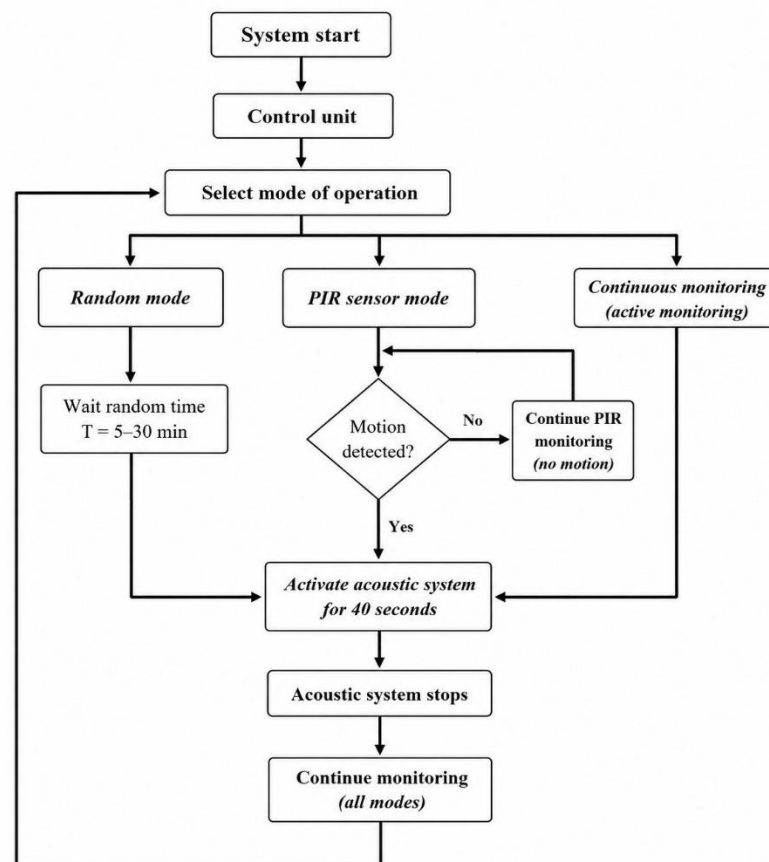 System start
Control unit
Select mode of operation
Random mode
PIR sensor mode
Continuous monitoring
(active monitoring)
Wait random time
T = 5–30 min
Motion
detected?
No
Continue PIR
monitoring
(no motion)
Yes
Activate acoustic system
for 40 seconds
Acoustic system stops
Continue monitoring
(all modes)